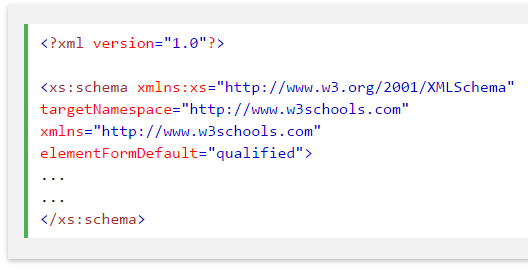 <?xml version="1.0"?>
<xs:schema xmlns:xs="http://www.w3.org/2001/XMLSchema"
targetNamespace="http://www.w3schools.com"
xmlns="http://www.w3schools.com"
elementFormDefault="qualified">
...
...
</xs:schema>